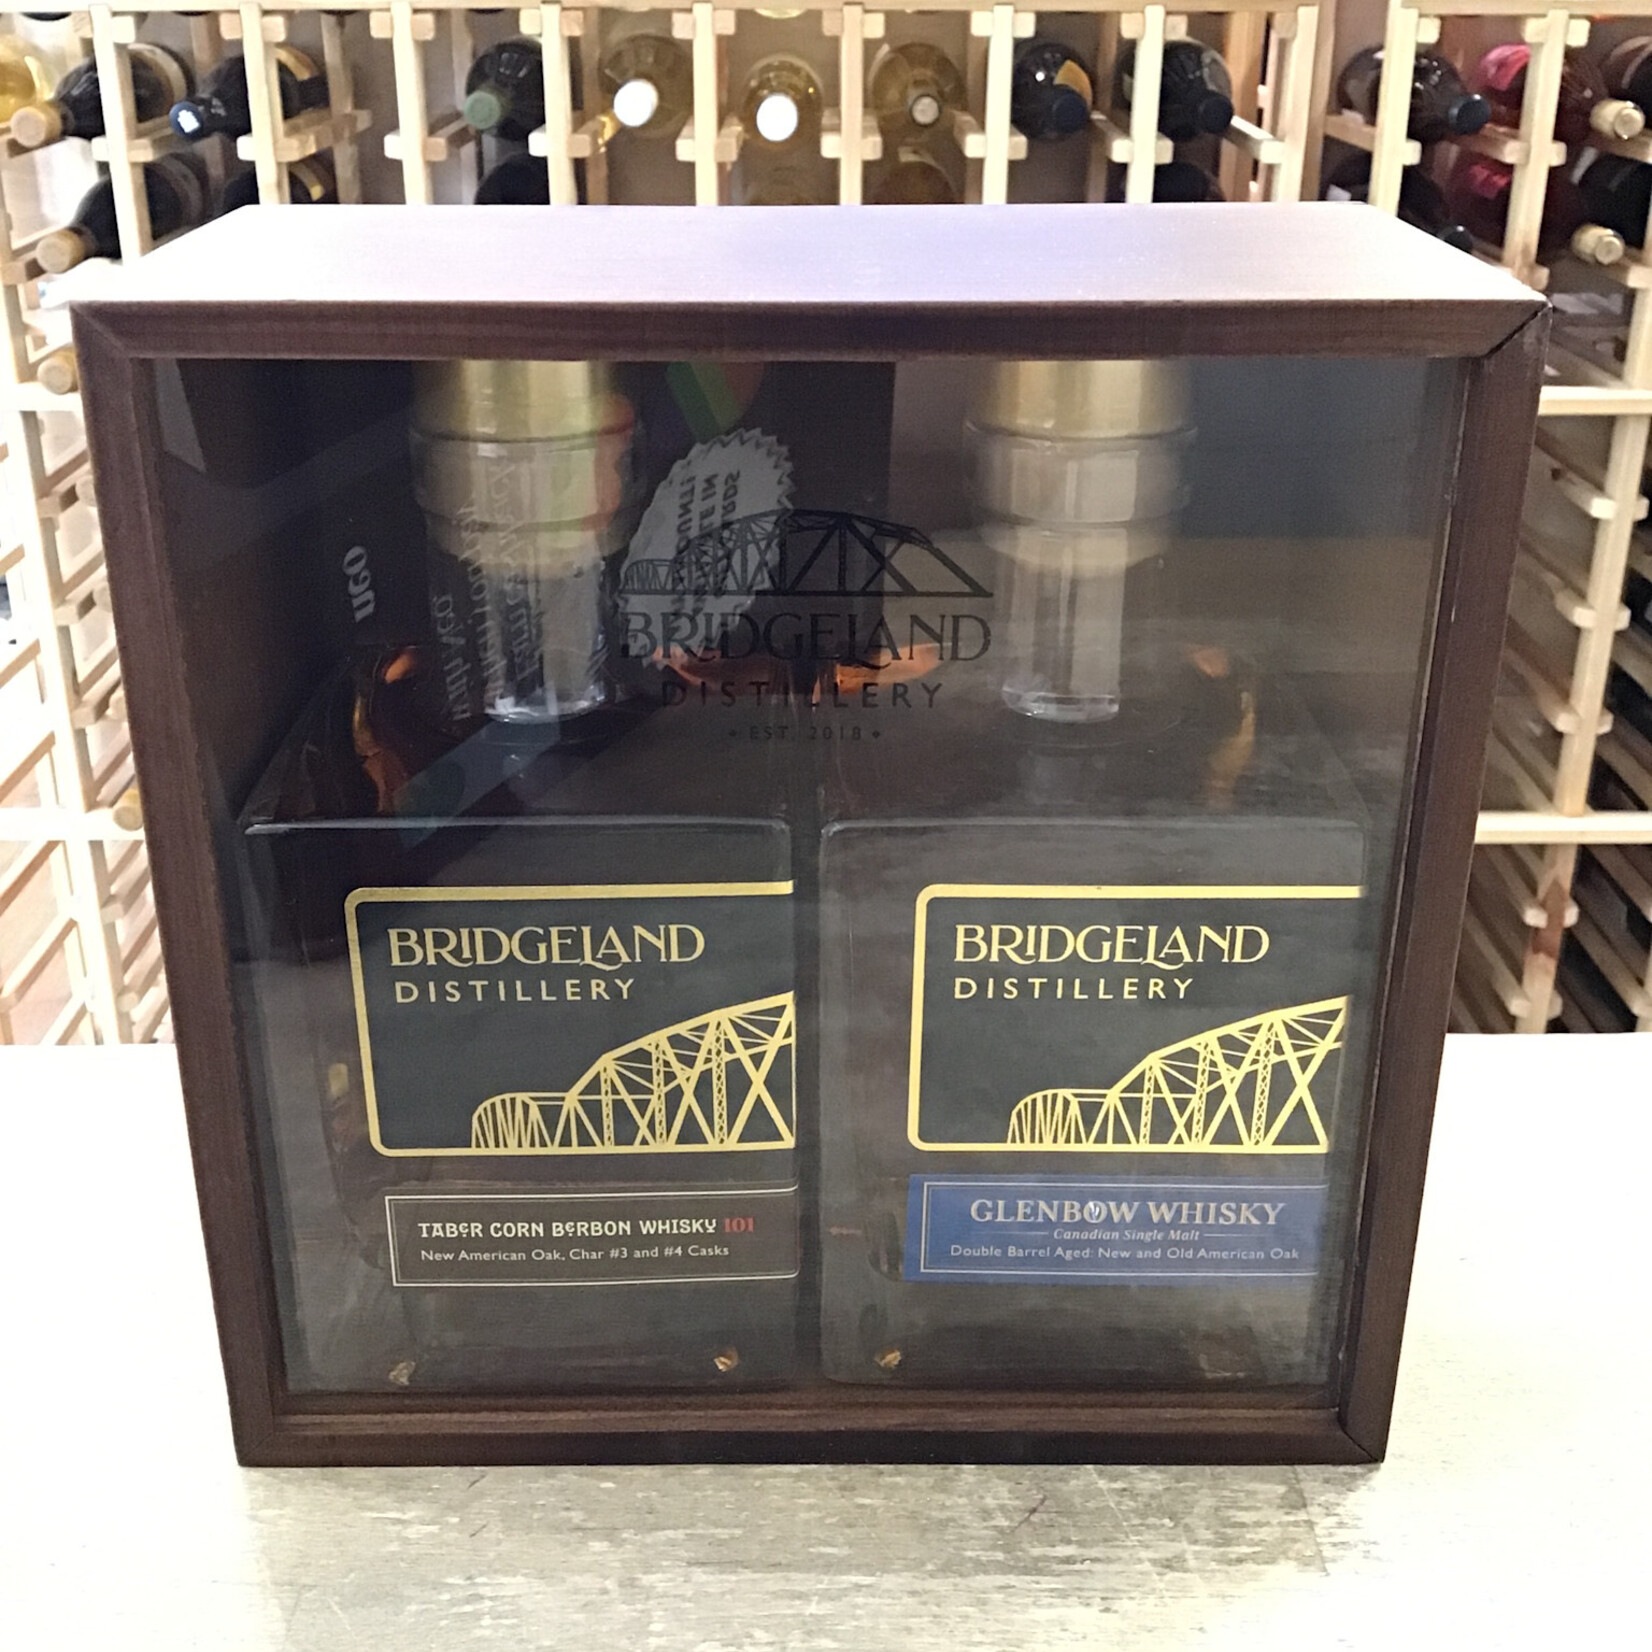 BRIDGELAND
DISTILLERY
EST. 2018
BRIDGELAND
DISTILLERY
TABER CORN BERBON WHISKY 101
New American Oak, Char #3 and #4 Casks
BRIDGELAND
DISTILLERY
GLENBOW WHISKY
Canadian Single Malt
Double Barrel Aged: New and Old American Oak